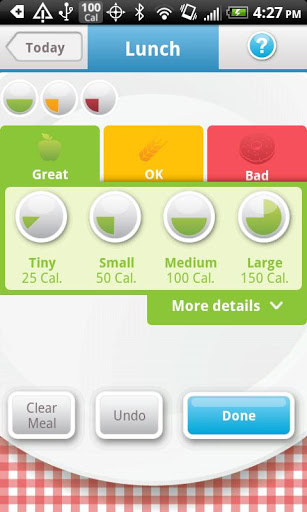 100
Cal
4:27 PM
Today
Lunch
?
Great
OK
Bad
Tiny
Small
Medium
Large
25 Cal.
50 Cal.
100 Cal.
150 Cal.
More details
Clear
Meal
Undo
Done